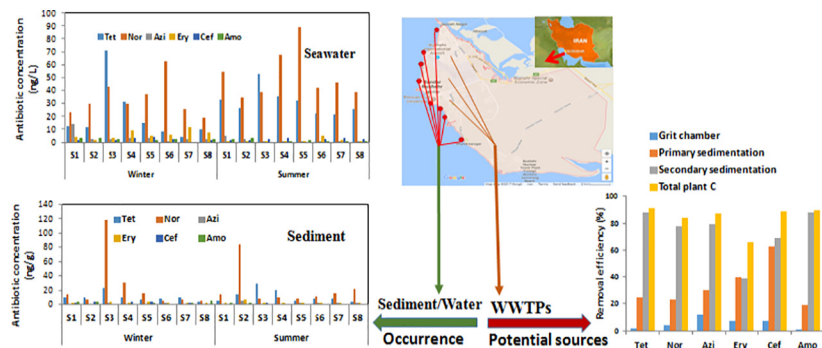 Antibiotic concentration
(ng/L)
90
80
70
60
50
40
30
20
10
0
Tet Nor Azi Ery Cef Amo
Seawater
S1 S2 S3 S4 S5 S6 S7 S8 S1 S2 S3 S4 S5 S6 S7 S8
Winter Summer
Antibiotic concentration
(ng/g)
140
120
100
80
60
40
20
0
Tet Nor Azi
Ery Cef Amo
Sediment
S1 S2 S3 S4 S5 S6 S7 S8 S1 S2 S3 S4 S5 S6 S7 S8
Winter Summer
IRAN
Sediment/Water
Occurrence
WWTPs
Potential sources
Grit chamber
Primary sedimentation
Secondary sedimentation
Total plant C
Removal efficiency (%)
100
80
60
40
20
0
Tet Nor Azi Ery Cef Amo